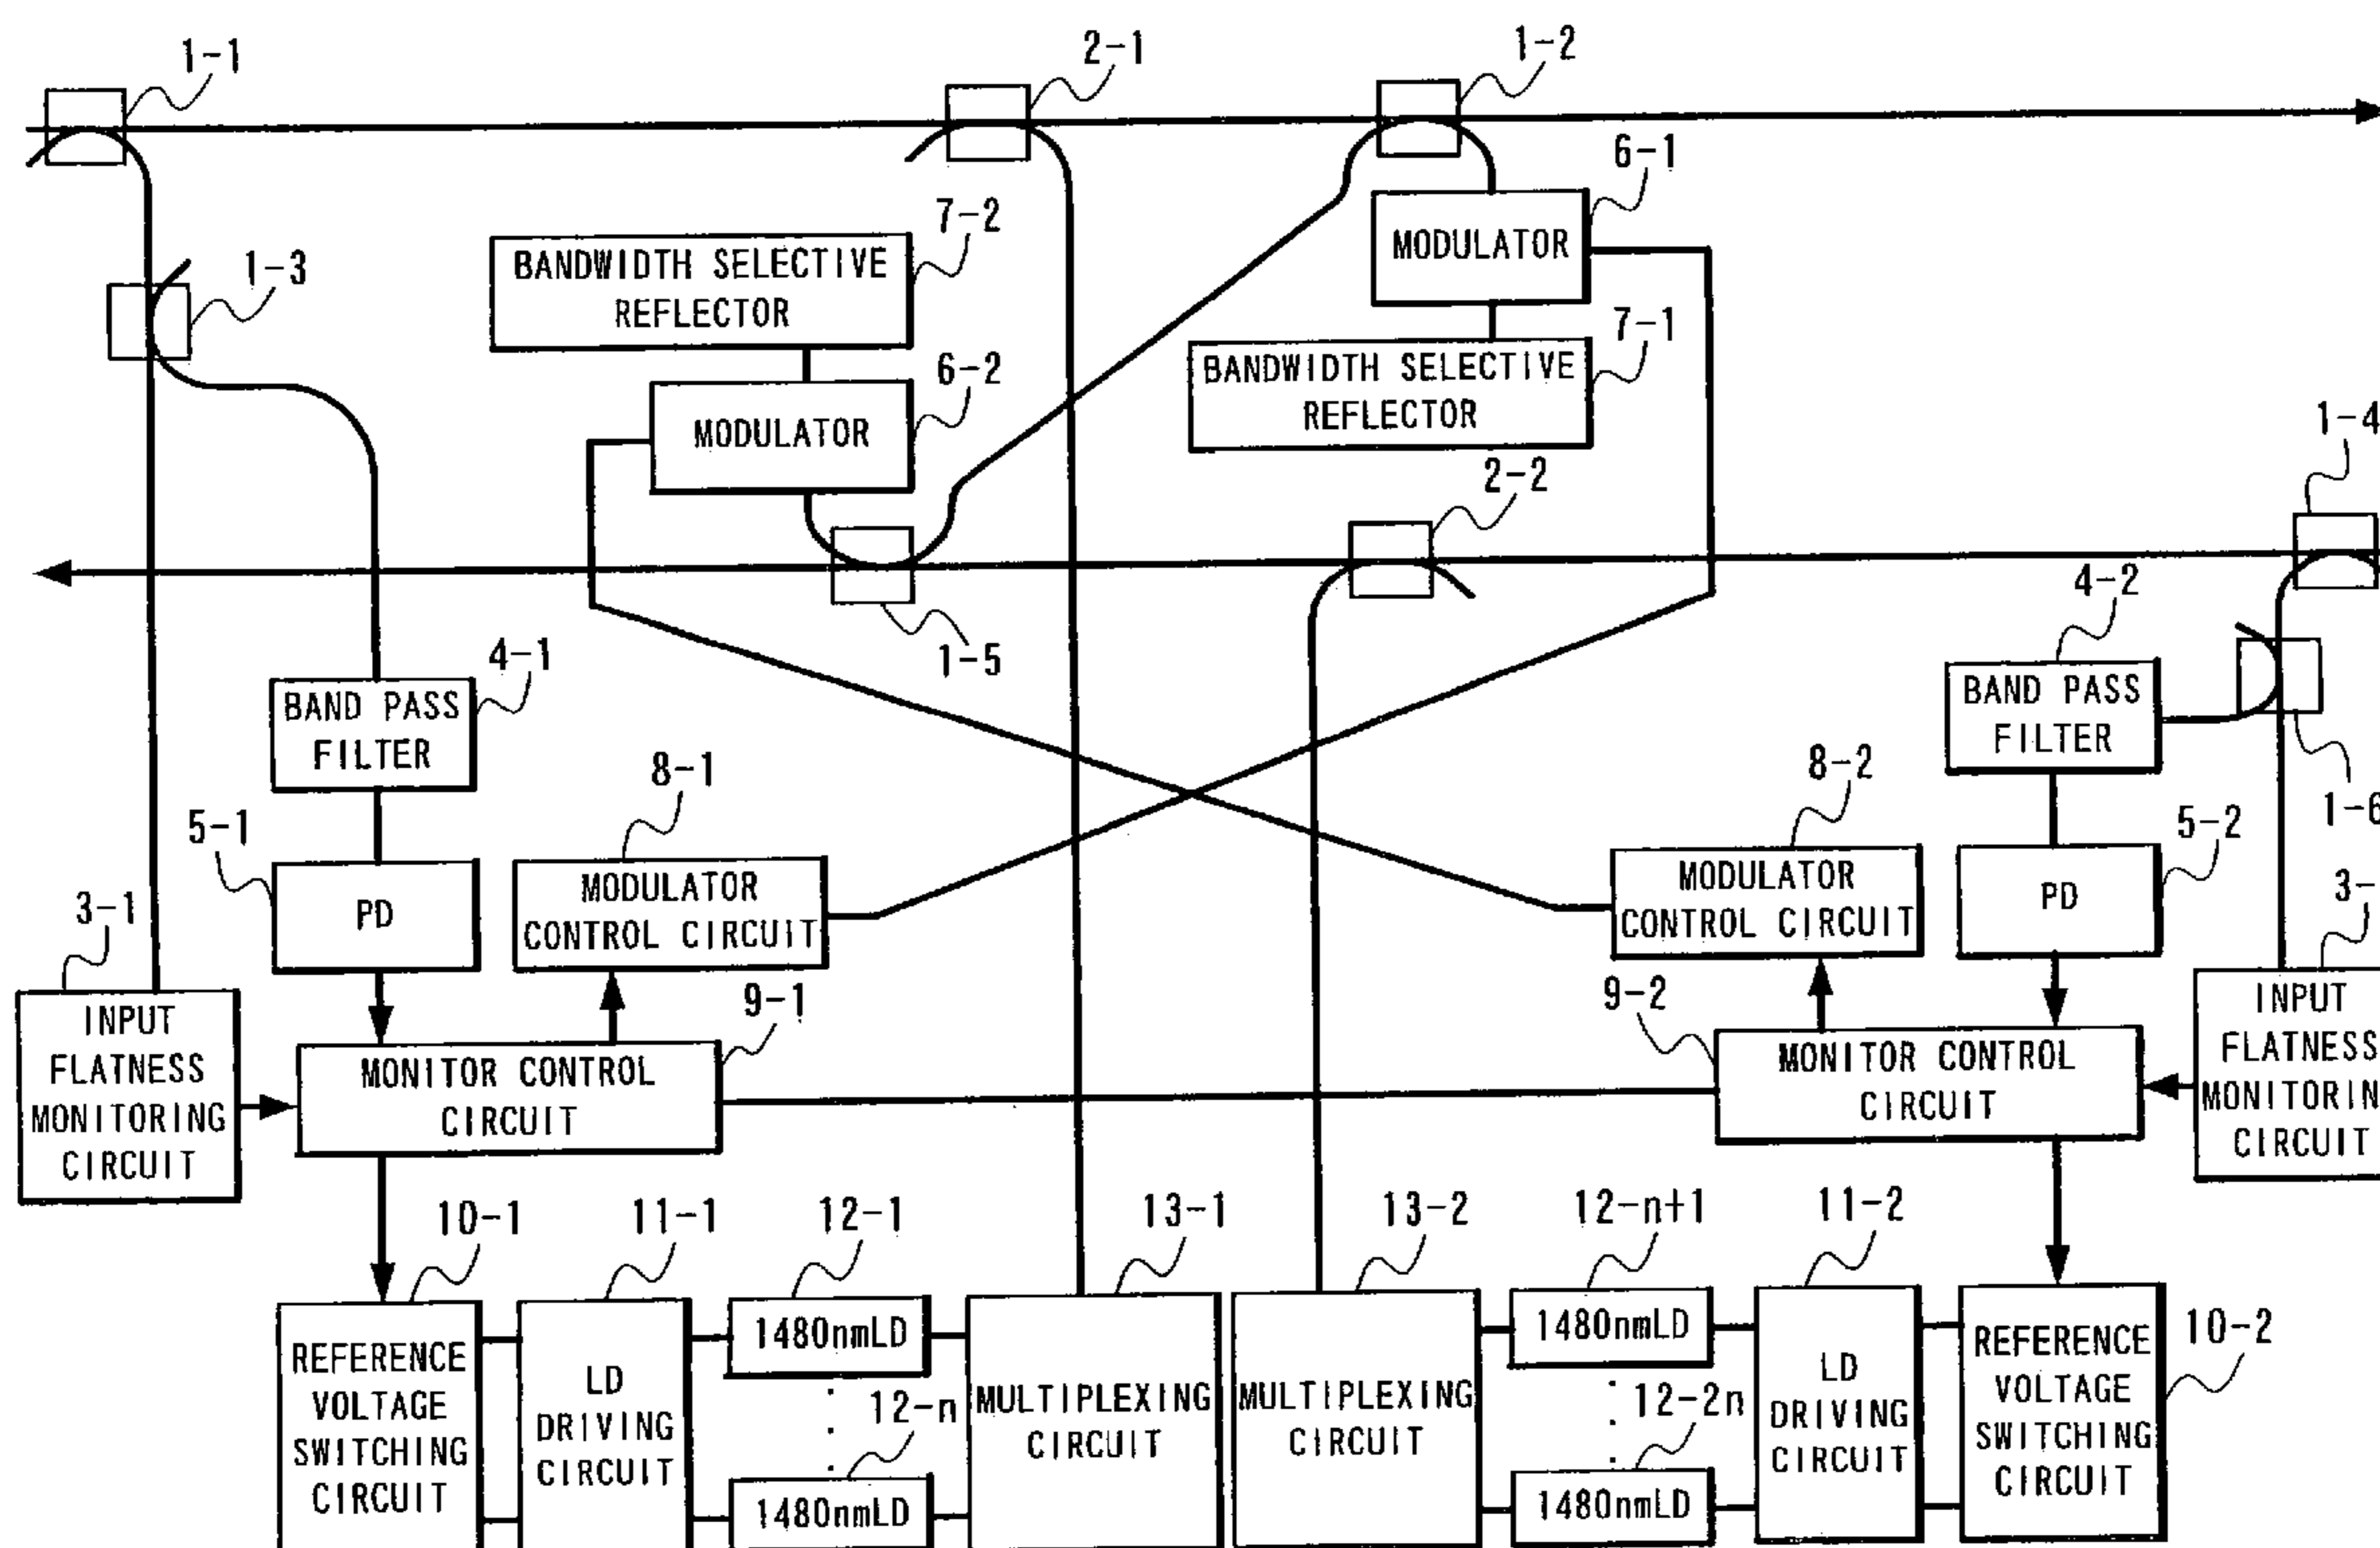 1-1
2-1
1-2
6-1
MODULATOR
7-2
BANDWIDTH SELECTIVE
REFLECTOR
1-3
7-1
BANDWIDTH SELECTIVE
REFLECTOR
6-2
MODULATOR
1-4
2-2
4-2
1-5
4-1
BAND PASS
FILTER
BAND PASS
FILTER
8-1
8-2
1-6
5-1
5-2
PD
MODULATOR
CONTROL CIRCUIT
MODULATOR
CONTROL CIRCUIT
PD
3-1
3-
9-1
9-2
INPUT
FLATNESS
MONITORING
CIRCUIT
MONITOR CONTROL
CIRCUIT
MONITOR CONTROL
CIRCUIT
INPUT
FLATNESS
MONITORIN
CIRCUIT
10-1
11-1
12-1
13-1
13-2
12-n+1
11-2
REFERENCE
VOLTAGE
SWITCHING
CIRCUIT
LD
DRIVING
CIRCUIT
1480nmLD
12-n
1480nmLD
MULTIPLEXING
CIRCUIT
MULTIPLEXING
CIRCUIT
1480nmLD
12-2n
1480nmLD
LD
DRIVING
CIRCUIT
REFERENCE
VOLTAGE
SWITCHING
CIRCUIT
10-2